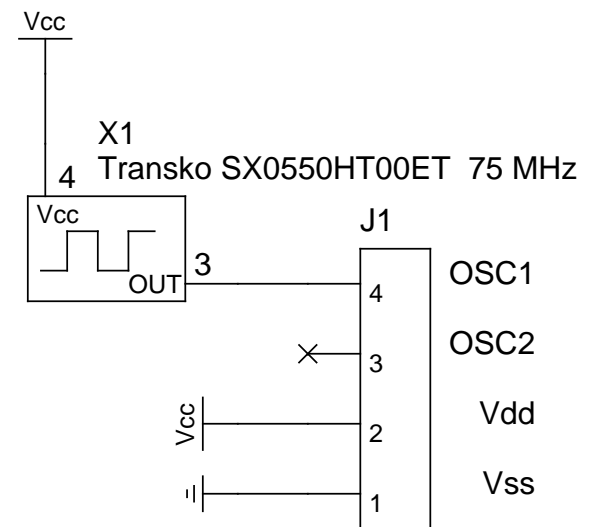 Vcc
X1
Transko SX0550HT00ET 75 MHz
4
Vcc
OUT
3
J1
4
OSC1
3
OSC2
Vcc
2
Vdd
1
Vss